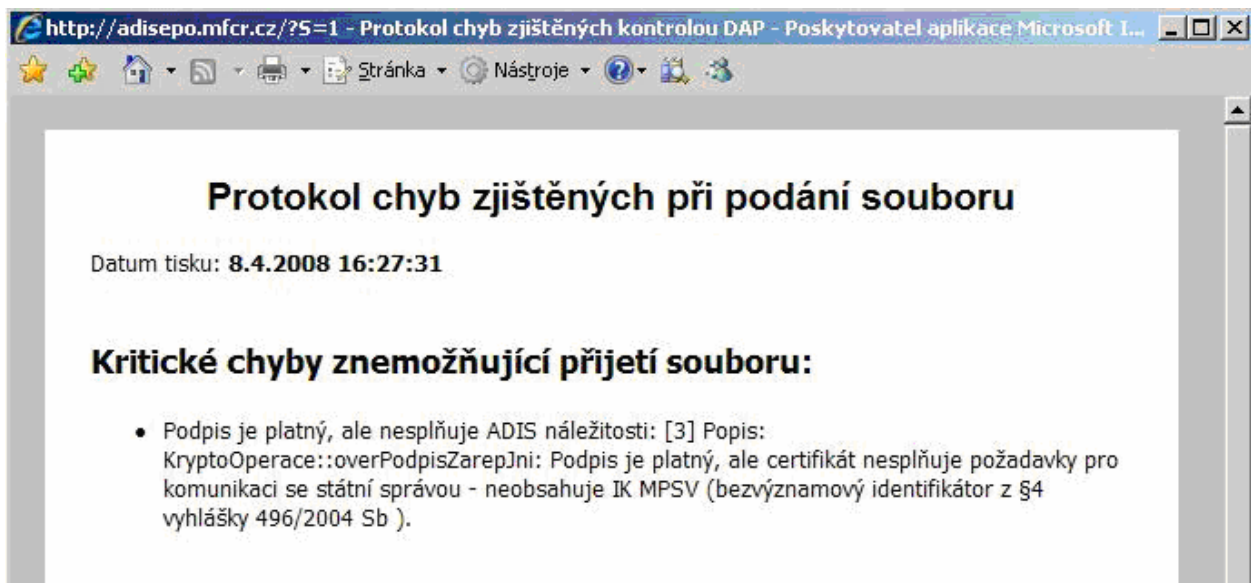 http://adisepo.mfcr.cz/?S=1 - Protokol chyb zjištěných kontrolou DAP - Poskytovatel aplikace Microsoft I...
Stránka Nástroje
Protokol chyb zjištěných při podání souboru
Datum tisku: 8.4.2008 16:27:31
Kritické chyby znemožňující přijetí souboru:
• Podpis je platný, ale nesplňuje ADIS náležitosti: [3] Popis:
KryptoOperace::overPodpisZarepJni: Podpis je platný, ale certifikát nesplňuje požadavky pro
komunikaci se státní správou - neobsahuje IK MPSV (bezvýznamový identifikátor z §4
vyhlášky 496/2004 Sb ).